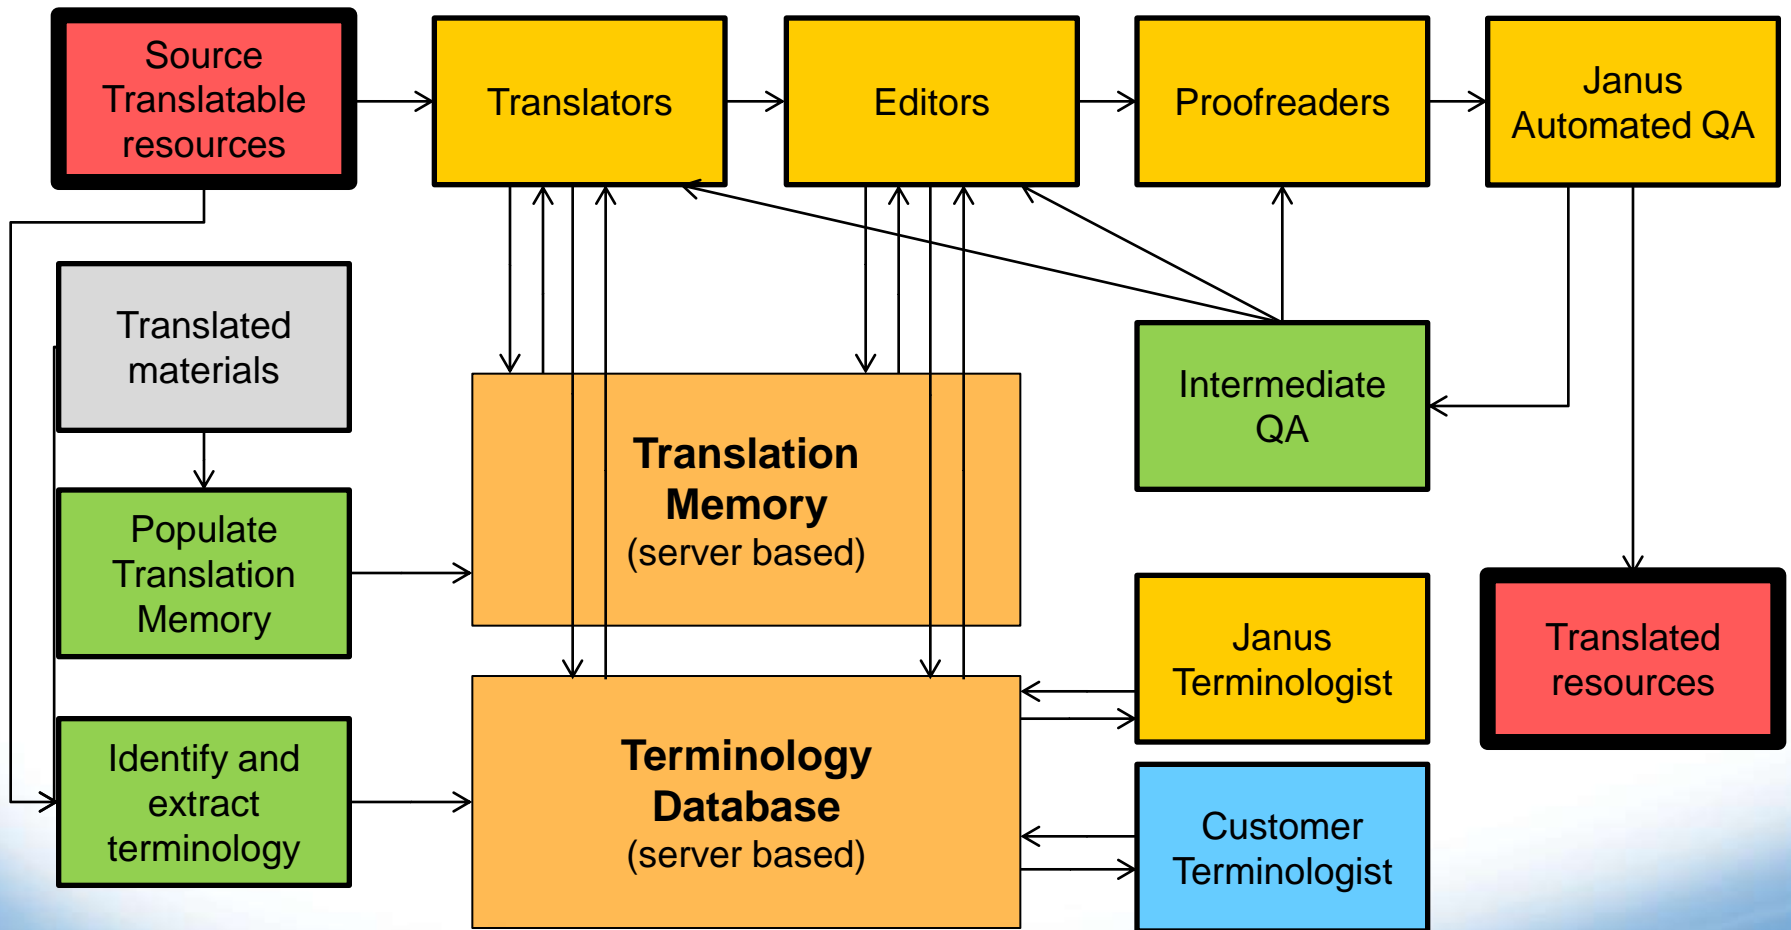 Source
Translatable
resources
Translators
Editors
Proofreaders
Janus
Automated QA
Translated
materials
Intermediate
QA
Translation
Memory
(server based)
Populate
Translation
Memory
Janus
Terminologist
Translated
resources
Identify and
extract
terminology
Terminology
Database
(server based)
Customer
Terminologist